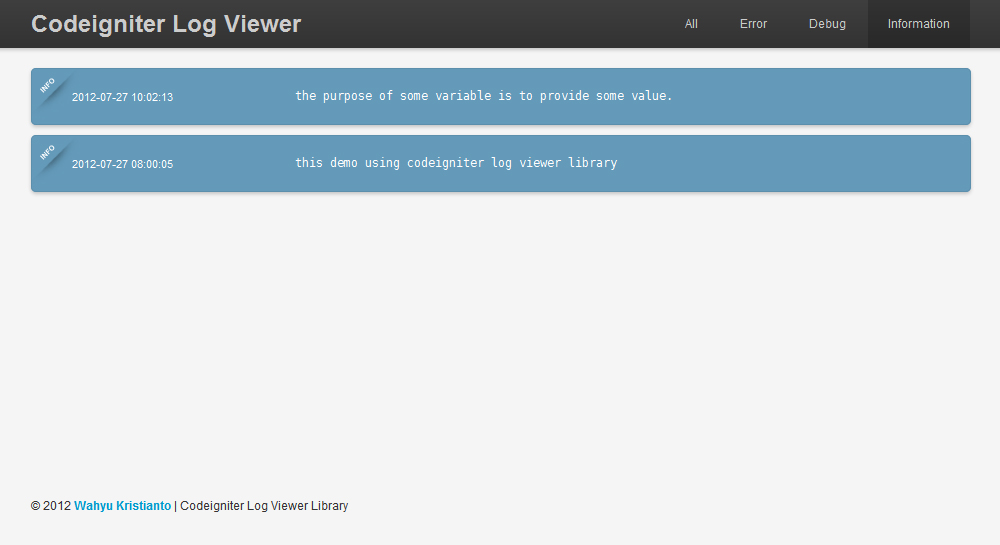 Codeigniter Log Viewer
All Error Debug Information
INFO 2012-07-27 10:02:13 the purpose of some variable is to provide some value.
INFO 2012-07-27 08:00:05 this demo using codeigniter log viewer library
© 2012 Wahyu Kristianto | Codeigniter Log Viewer Library